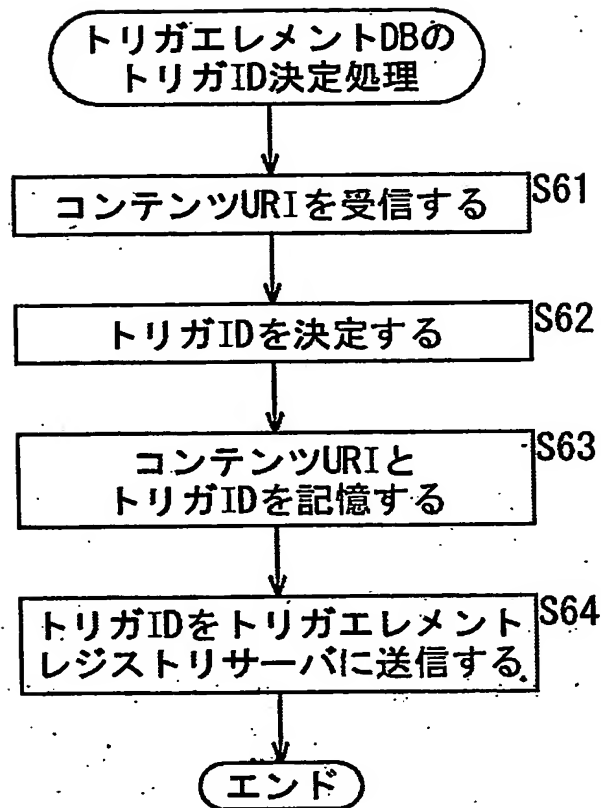 トリガエレメントDBの
トリガID決定処理
コンテンツURIを受信する
S61
トリガIDを決定する
S62
コンテンツURIと
トリガIDを記憶する
S63
トリガIDをトリガエレメント
レジストリサーバに送信する
S64
エンド